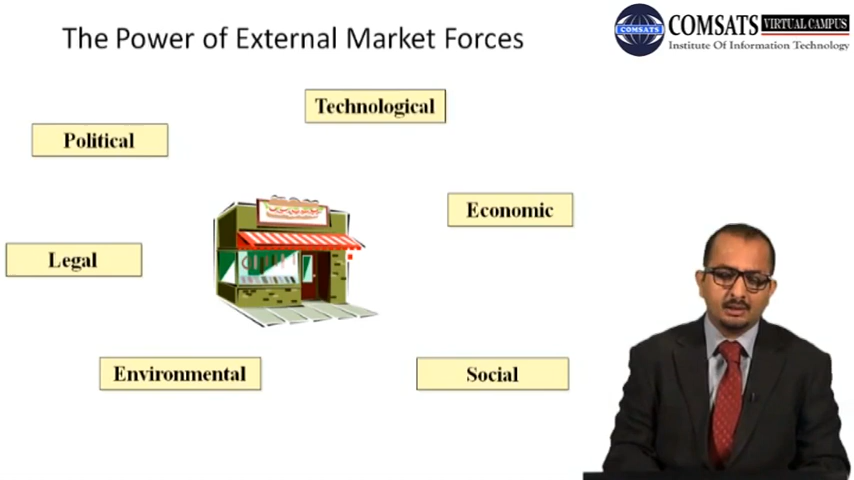 The Power of External Market Forces
COMSATS
COMSATS VIRTUAL CAMPUS
Institute Of Information Technology
Technological
Political
Economic
Legal
Environmental
Social